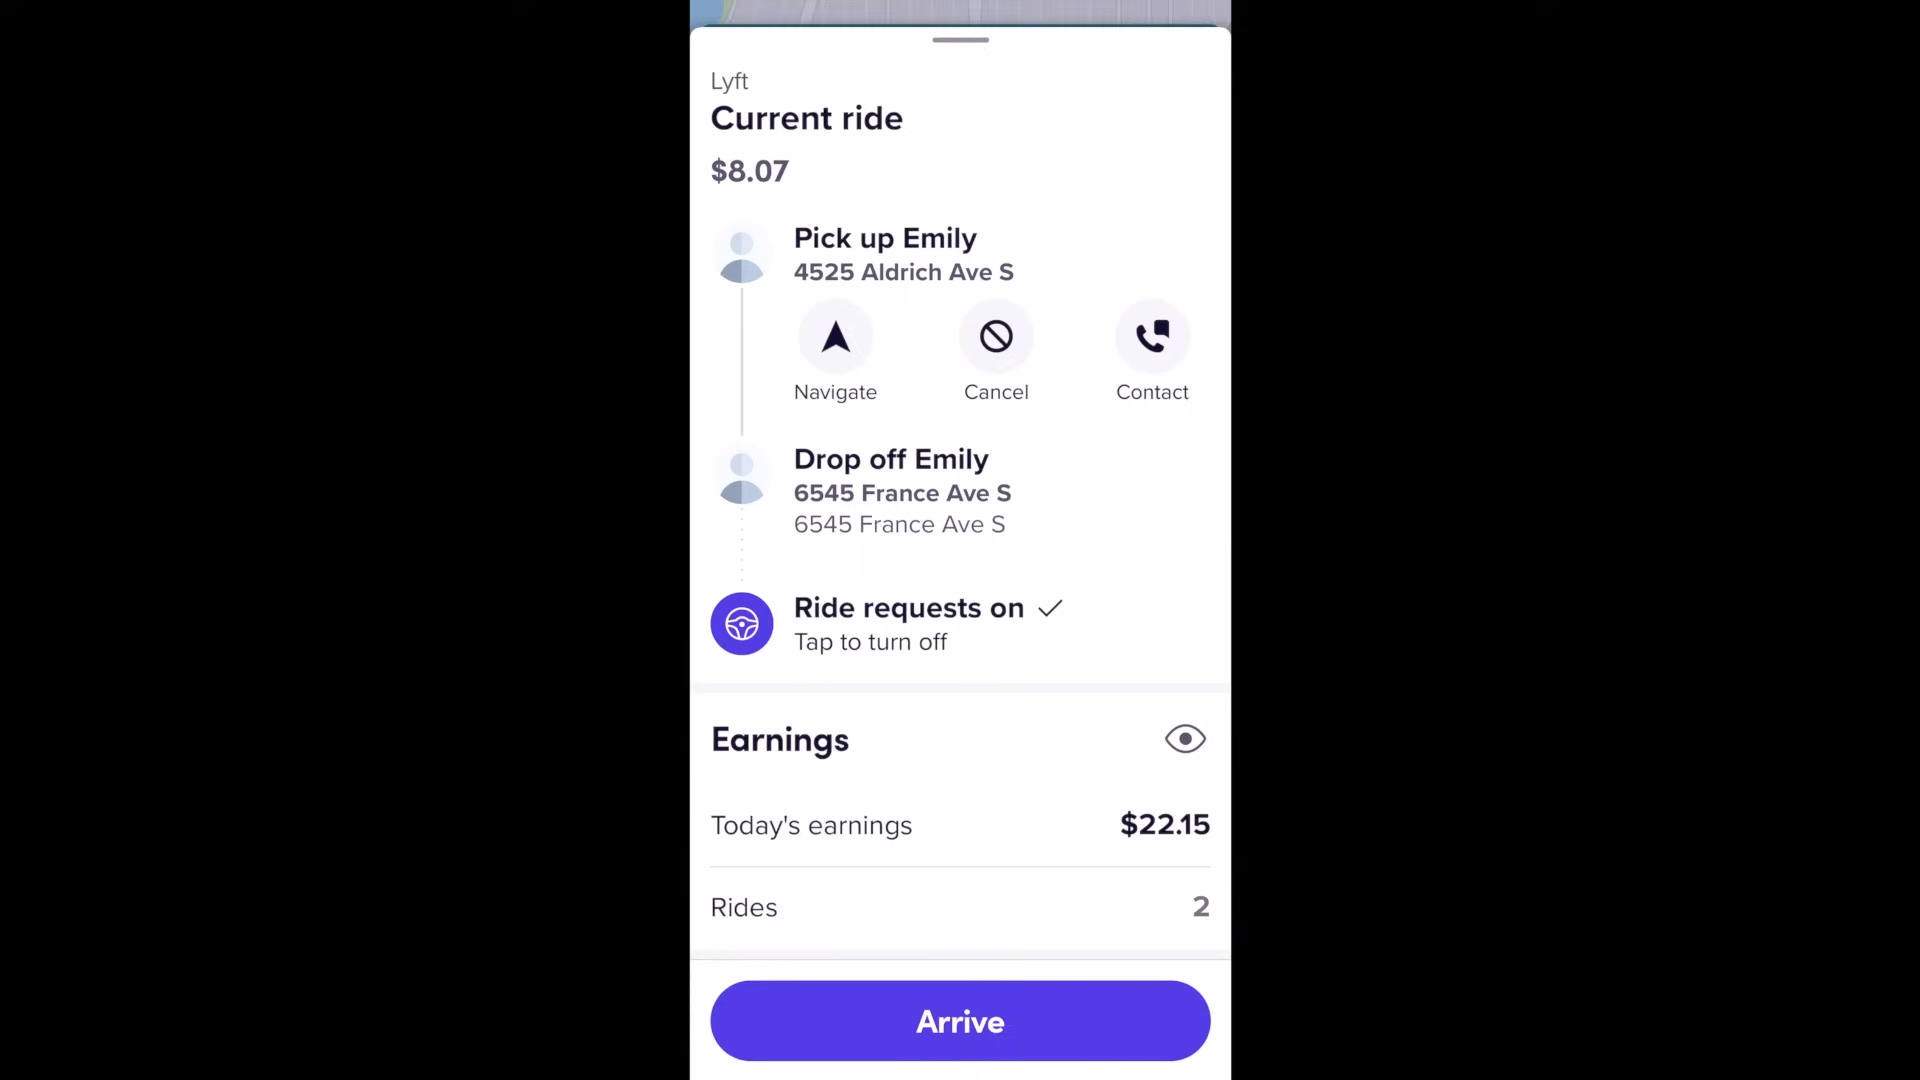 Lyft
Current ride
$8.07
Pick up Emily
4525 Aldrich Ave S
Navigate
Cancel
Contact
Drop off Emily
6545 France Ave S
6545 France Ave S
Ride requests on
Tap to turn off
Earnings
Today's earnings $22.15
Rides 2
Arrive